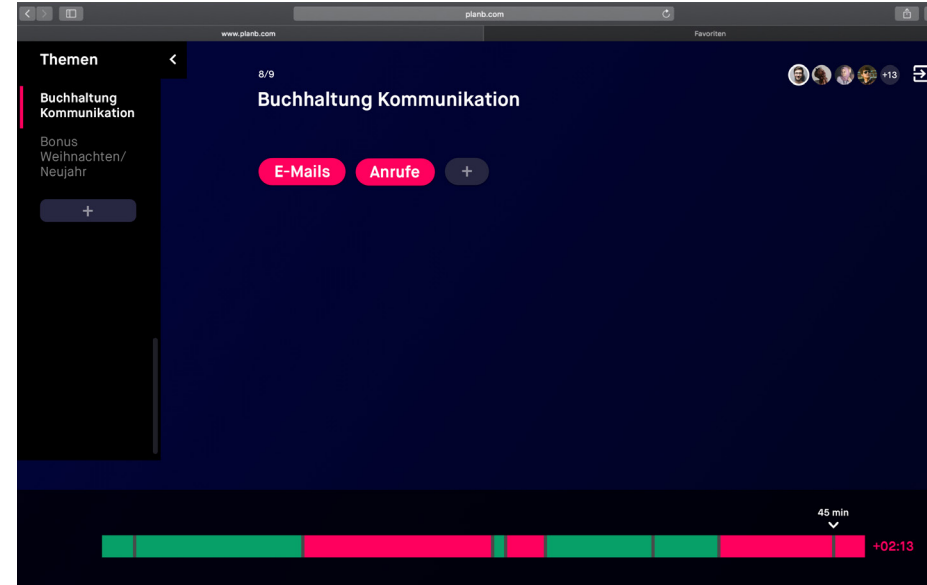 planb.com
www.planb.com
Favoriten
Themen
Buchhaltung
Kommunikation
Bonus
Weihnachten/
Neujahr
+
8/9
Buchhaltung Kommunikation
+13
E-Mails
Anrufe
+
45 min
+02:13